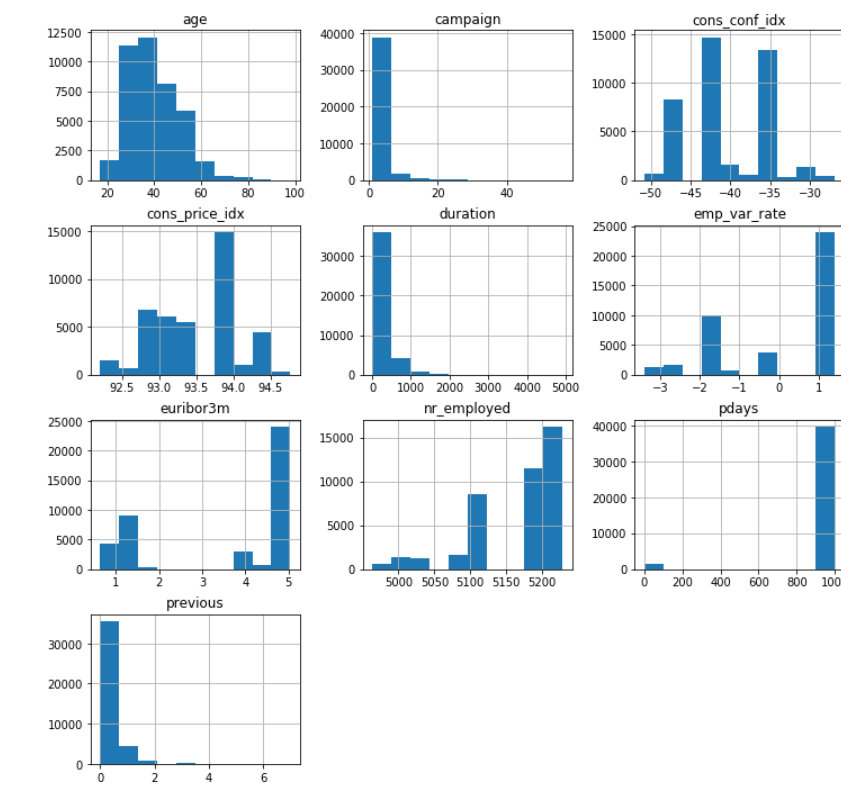 age
12500
10000
7500
5000
2500
0
20 40 60 80 100
campaign
40000
30000
20000
10000
0
0 20 40
cons_conf_idx
15000
10000
5000
0
−50 −45 −40 −35 −30
cons_price_idx
15000
10000
5000
0
92.5 93.0 93.5 94.0 94.5
duration
30000
20000
10000
0
0 1000 2000 3000 4000 5000
emp_var_rate
25000
20000
15000
10000
5000
0
−3 −2 −1 0 1
euribor3m
25000
20000
15000
10000
5000
0
1 2 3 4 5
nr_employed
15000
10000
5000
0
5000 5050 5100 5150 5200
pdays
40000
30000
20000
10000
0
0 200 400 600 800 100
previous
30000
20000
10000
0
0 2 4 6